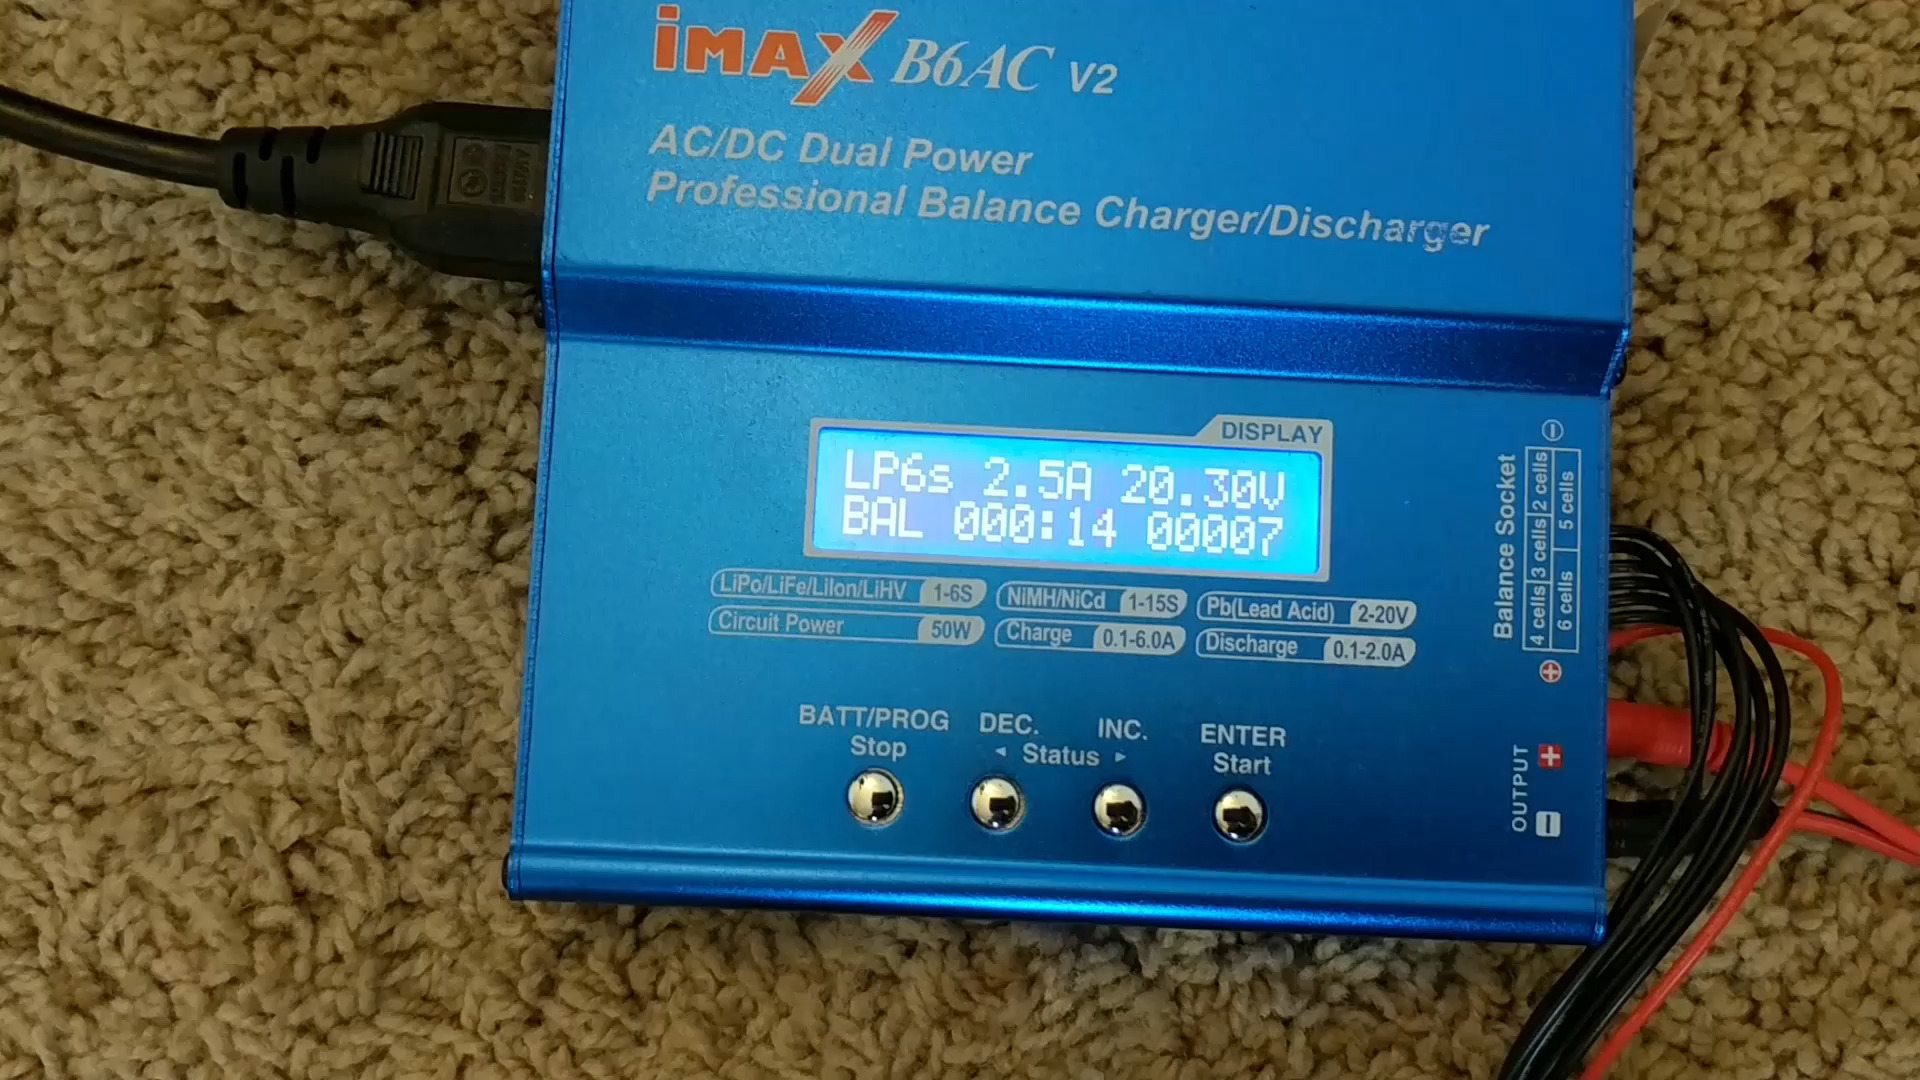 iMAX B6AC V2
AC/DC Dual Power
Professional Balance Charger/Discharger
DISPLAY
LP6s 2.5A 20.30V
BAL 000:14 00007
LiPo/LiFe/LiIon/LiHV 1-6S
NiMH/NiCd 1-15S
Pb(Lead Acid) 2-20V
Circuit Power 50W
Charge 0.1-6.0A
Discharge 0.1-2.0A
BATT/PROG
Stop
DEC.
INC.
◄ Status ►
ENTER
Start
Balance Socket
4 cells 3 cells 2 cells
6 cells 5 cells
OUTPUT